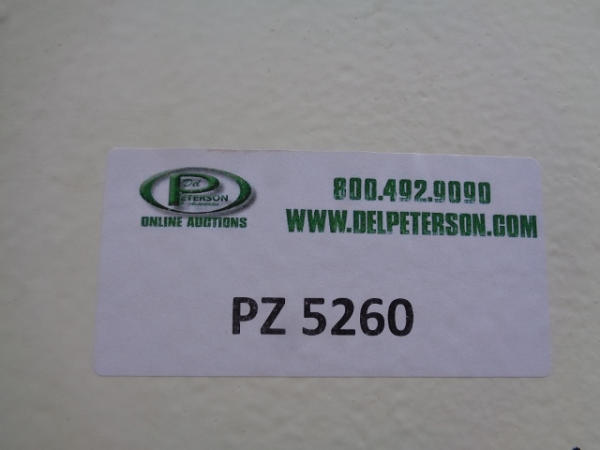 Del
PETERSON
ONLINE AUCTIONS
800.492.9090
WWW.DELPETERSON.COM
PZ 5260